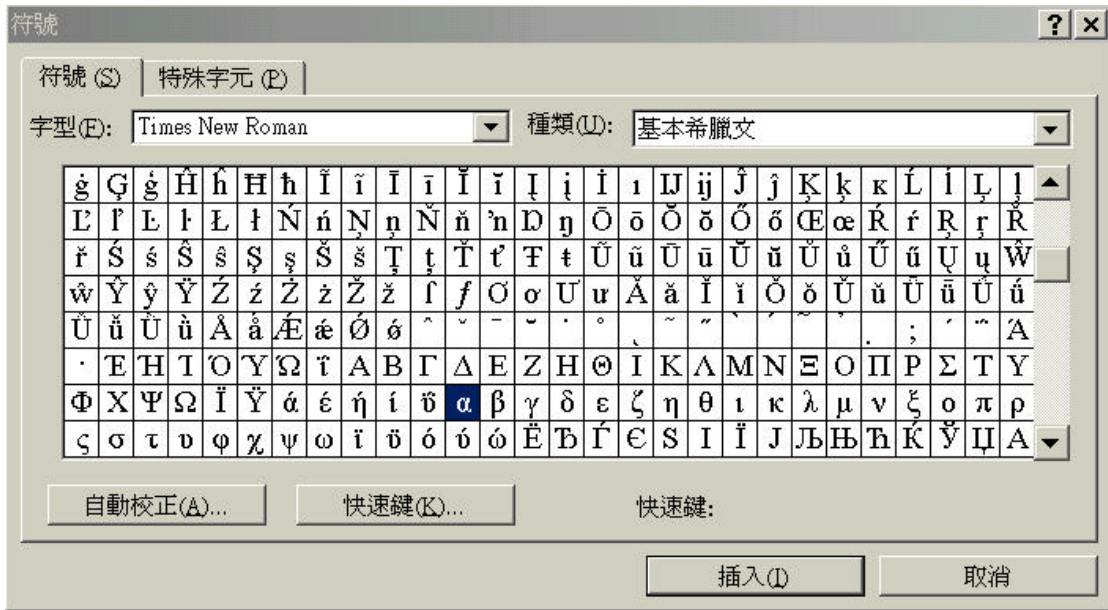 符號
符號(S) 特殊字元(P)
字型(F): Times New Roman 種類(U): 基本希臘文
ġ Ģ ģ Ĥ ĥ Ħ ħ Ĩ ĩ Ī ī Ĭ ĭ Į į İ ı IJ ij Ĵ ĵ Ķ ķ ĸ Ĺ ĺ Ļ ļ
Ľ ľ Ŀ ŀ Ł ł Ń ń Ņ ņ Ň ň ʼn Ŋ ŋ Ō ō Ŏ ŏ Ő ő Œ œ Ŕ ŕ Ŗ ŗ Ř
ř Ś ś Ŝ ŝ Ş ş Š š Ţ ţ Ť ť Ŧ ŧ Ũ ũ Ū ū Ŭ ŭ Ů ů Ű ű Ų ų Ŵ
ŵ Ŷ ŷ Ÿ Ź ź Ż ż Ž ž ſ ƒ Ơ ơ Ư ư Ǎ ǎ Ǐ ǐ Ǒ ǒ Ǔ ǔ Ǖ ǖ Ǘ ǘ
Ǚ ǚ Ǜ ǜ Å å Ǽ ǽ Ǿ ǿ ; Ά
· Έ Ή Ί Ό Ύ Ώ ΐ Α Β Γ Δ Ε Ζ Η Θ Ι Κ Λ Μ Ν Ξ Ο Π Ρ Σ Τ Υ
Φ Χ Ψ Ω Ϊ Ϋ ά έ ή ί ΰ α β γ δ ε ζ η θ ι κ λ μ ν ξ ο π ρ
ς σ τ υ φ χ ψ ω ϊ ϋ ό ύ ώ Ё Ђ Ѓ Є Ѕ І Ї Ј Љ Њ Ћ Ќ Ў Џ А
自動校正(A)... 快速鍵(K)... 快速鍵:
插入(I) 取消